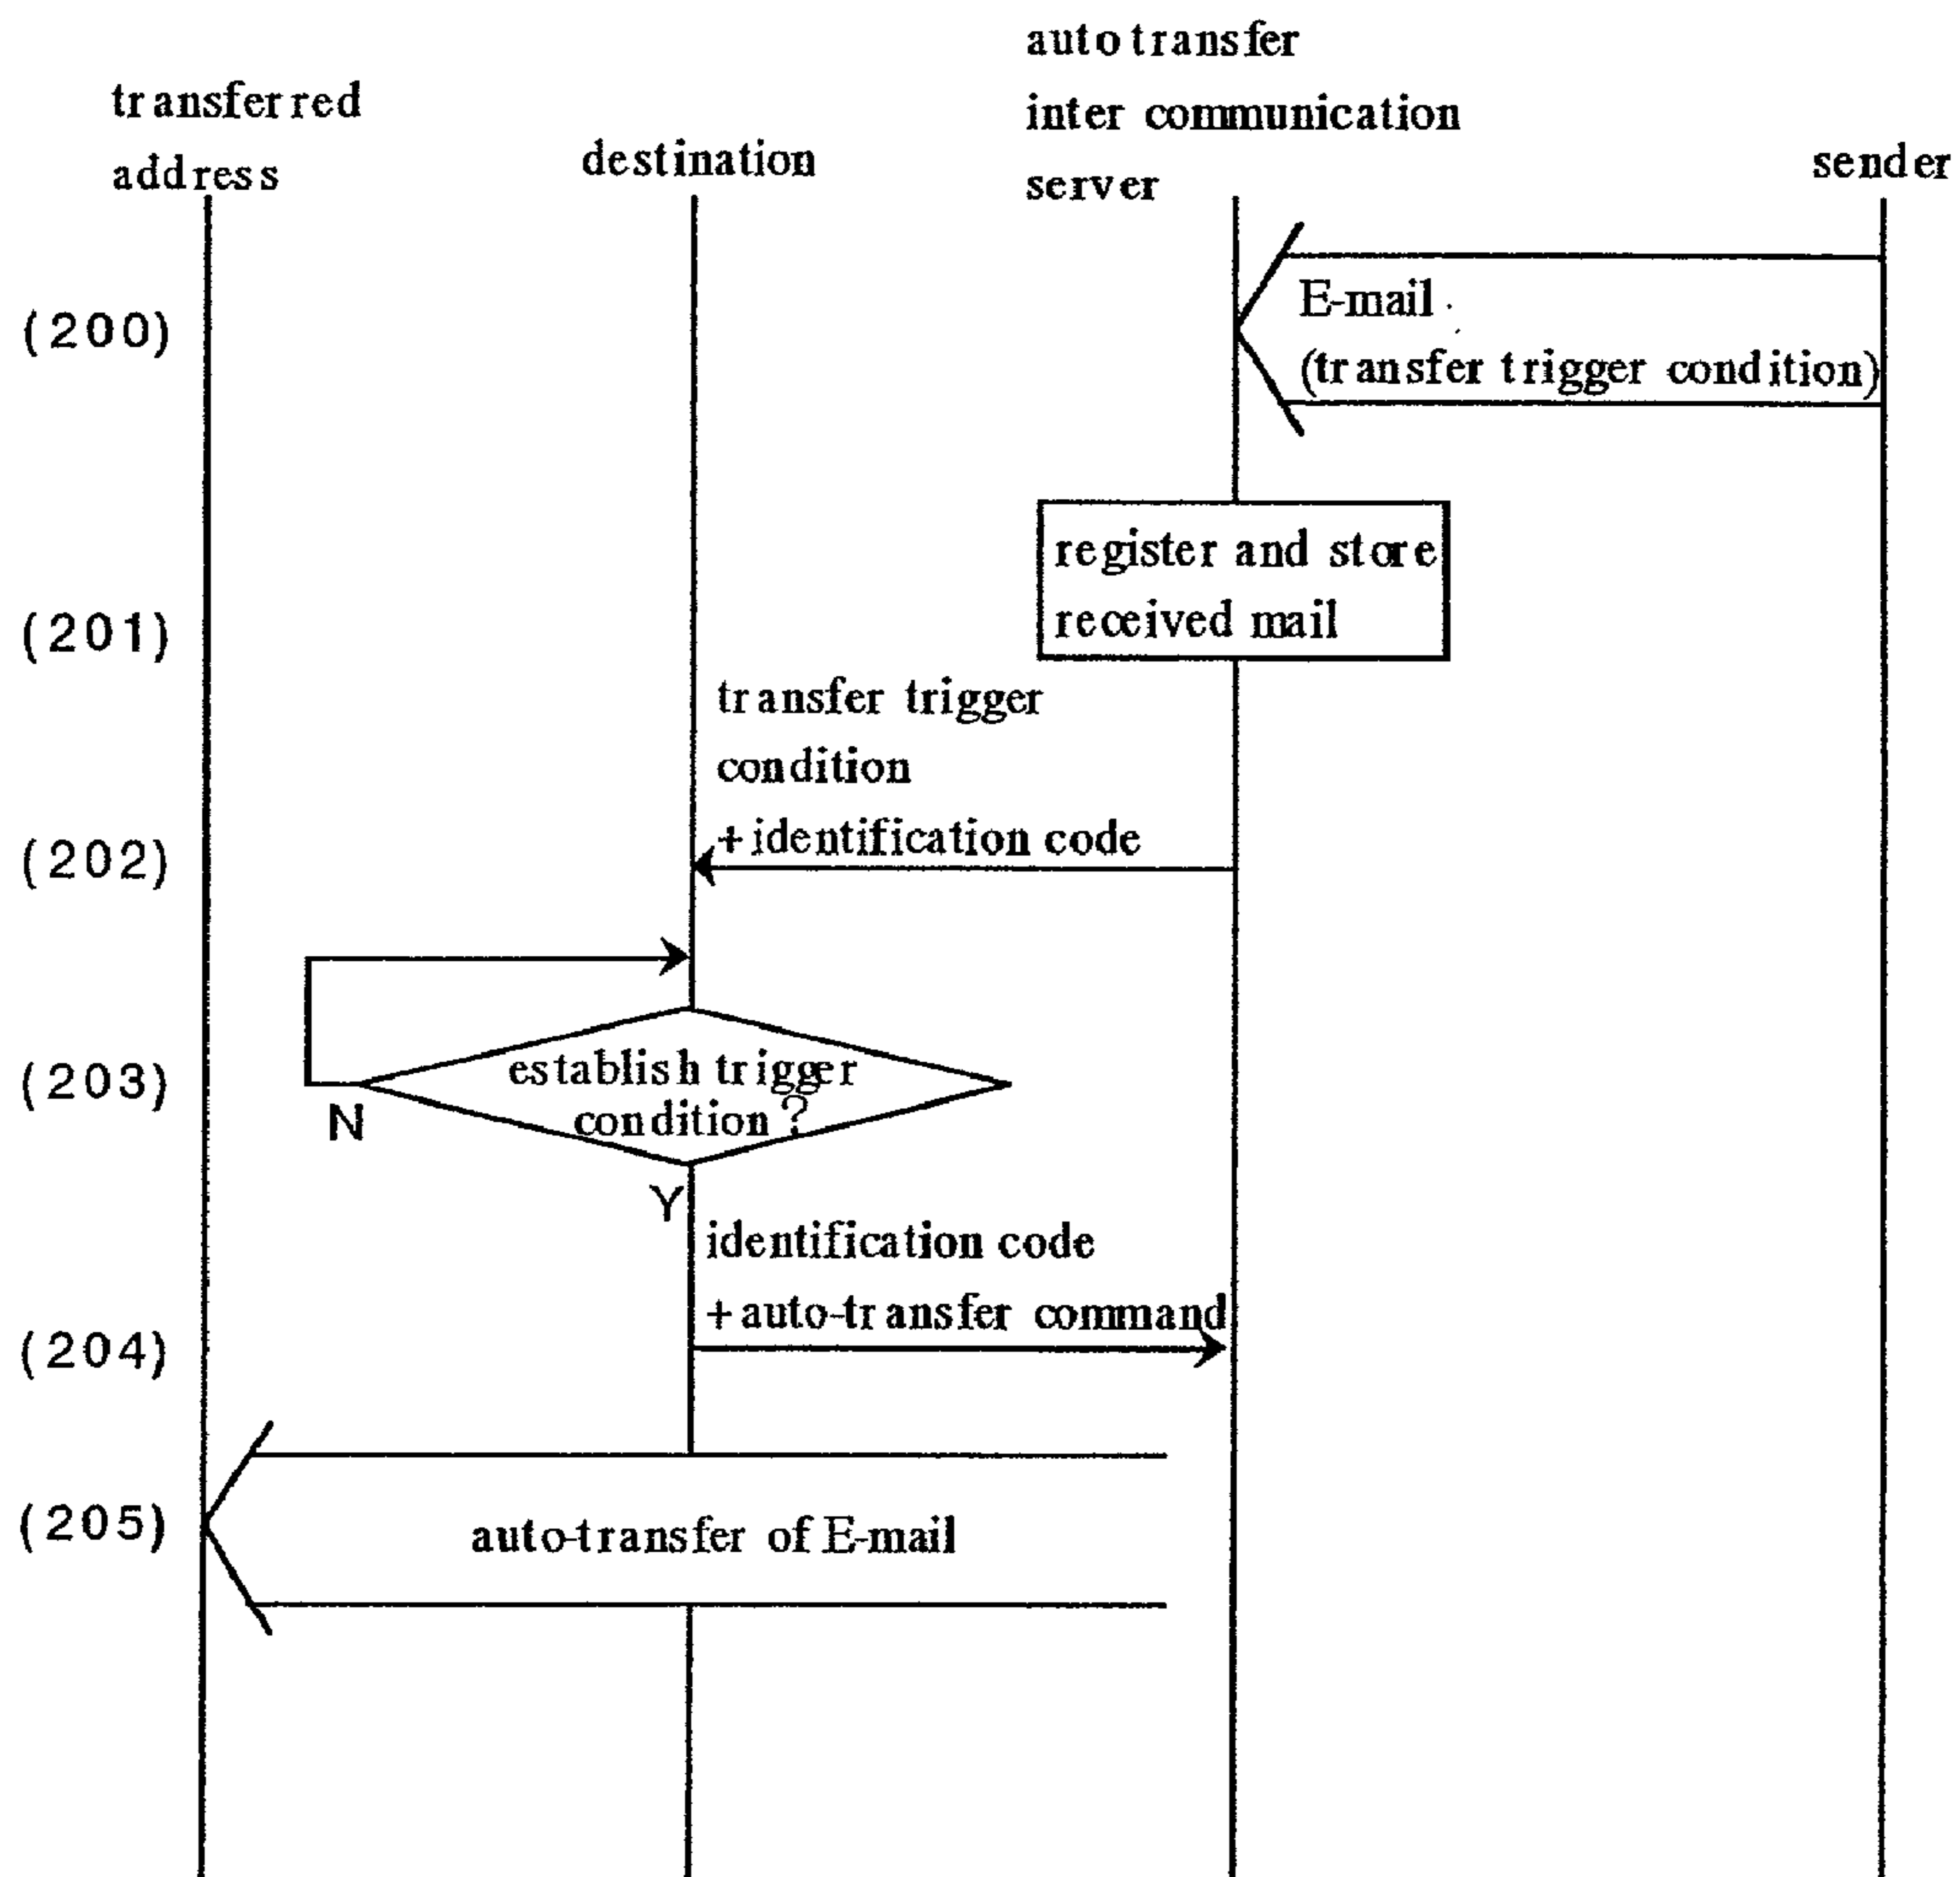 auto transfer
inter communication
server
transferred
address
destination
sender
(200)
E-mail
(transfer trigger condition)
register and store
received mail
(201)
transfer trigger
condition
+identification code
(202)
establish trigger
condition?
(203)
N
Y
identification code
+auto-transfer command
(204)
auto-transfer of E-mail
(205)